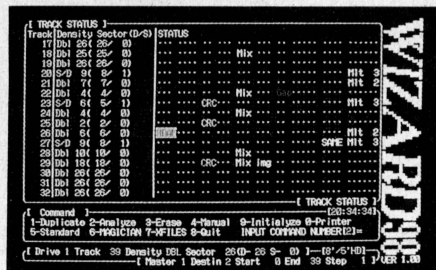 [ TRACK STATUS ]
Track Density Sector(D/S) STATUS
17 Dbl 26( 26/ 0)
18 Dbl 25( 25/ 0) Mix
19 Dbl 26( 26/ 0)
20 S/D 9( 8/ 1) Mlt 3
21 Dbl 7( 7/ 0) Mlt 2
22 Dbl 4( 4/ 0) Mix
23 S/D 6( 5/ 1) CRC Mlt 3
24 Dbl 4( 4/ 0) Mix
25 Dbl 2( 2/ 0) CRC
26 Dbl 6( 6/ 0) Mlt 2
27 S/D 9( 8/ 1) SAME Mlt 3
28 Dbl 10( 10/ 0) Mix
29 Dbl 18( 18/ 0) CRC Mix img
30 Dbl 26( 26/ 0)
31 Dbl 26( 26/ 0)
32 Dbl 26( 26/ 0)
[ TRACK STATUS ]
[ Command ] [20:34:34]
1-Duplicate 2-Analyze 3-Erase 4-Manual 9-Initialyze 0-Printer
5-Standard 6-MAGICIAN 7-XFILES 8-Quit INPUT COMMAND NUMBER[2]=
[ Drive 1 Track 39 Density DBL Sector 26(D- 26 S- 0) ]—[8"/5"HD]
[ Master 1 Destin 2 Start 0 End 39 Step 1 ]
WIZARD98
VER 1.00